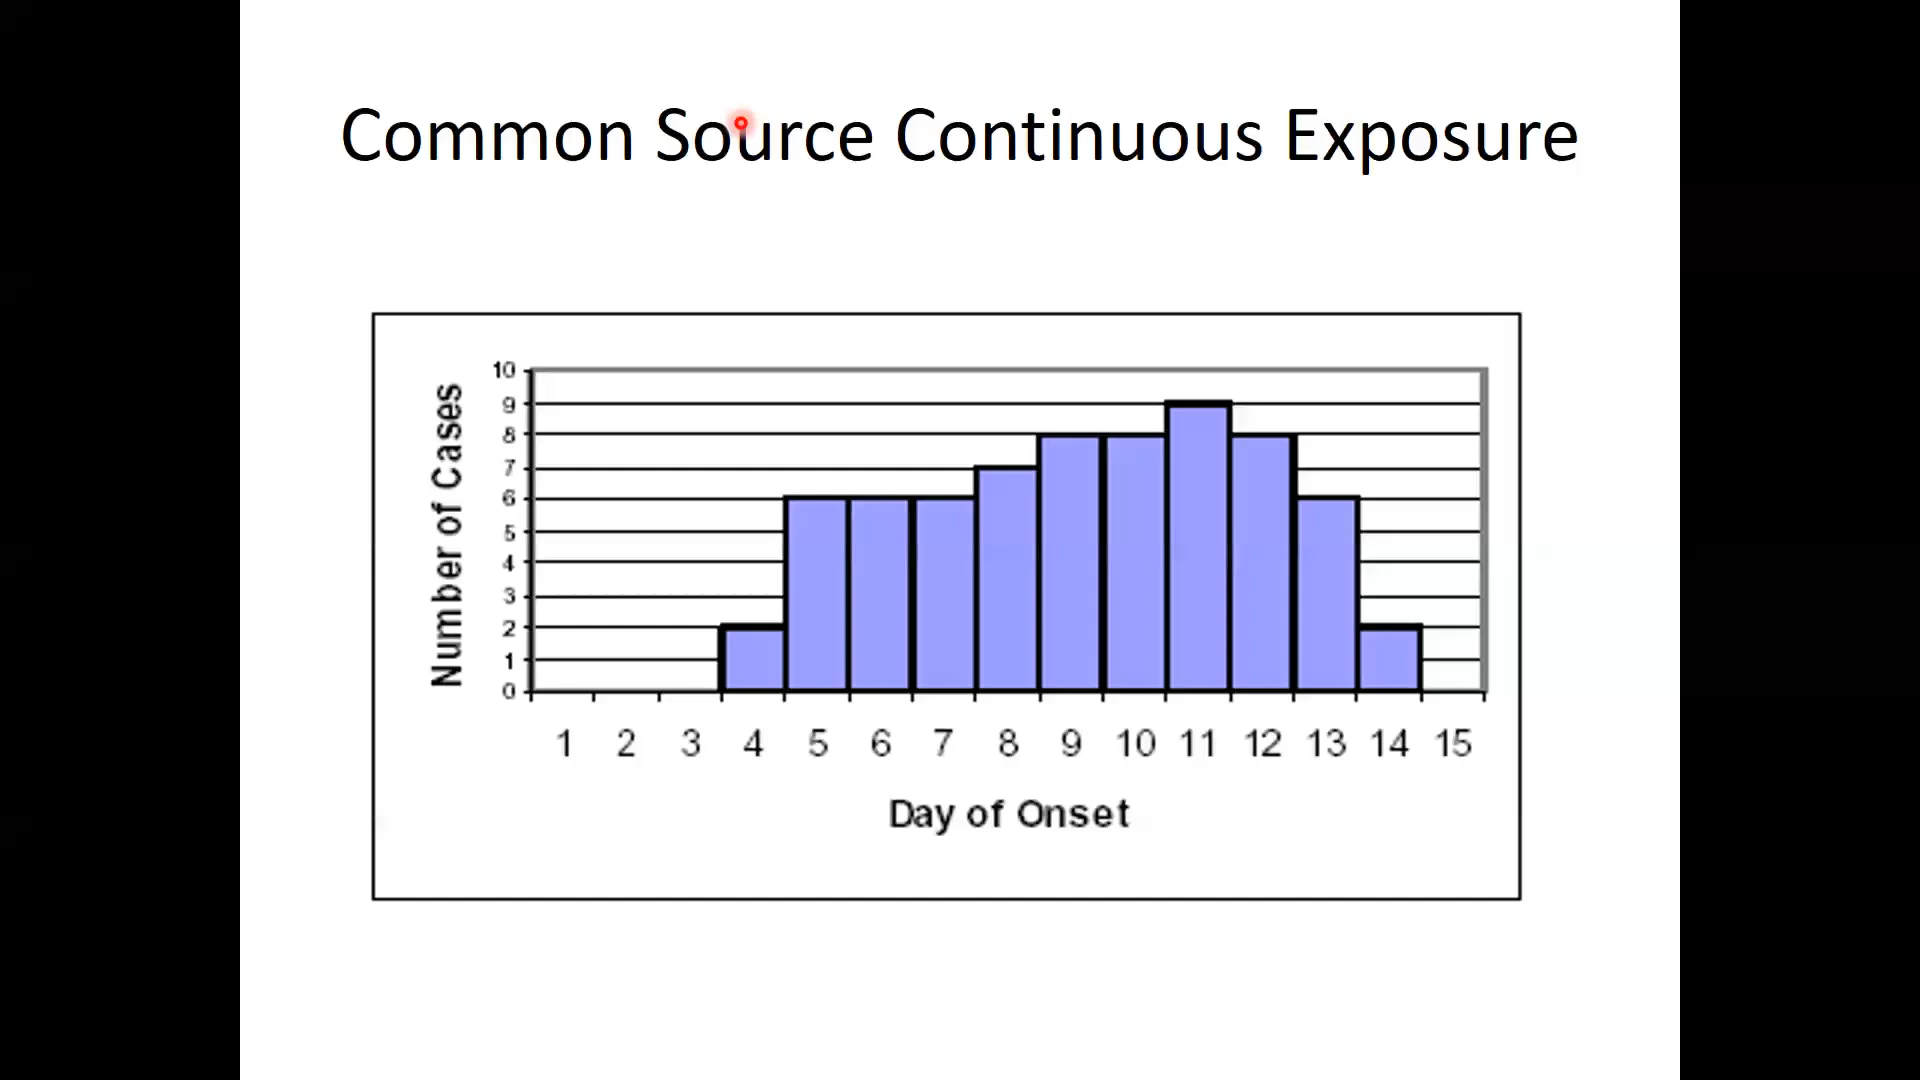 Common Source Continuous Exposure
Number of Cases
10
9
8
7
6
5
4
3
2
1
0
1 2 3 4 5 6 7 8 9 10 11 12 13 14 15
Day of Onset